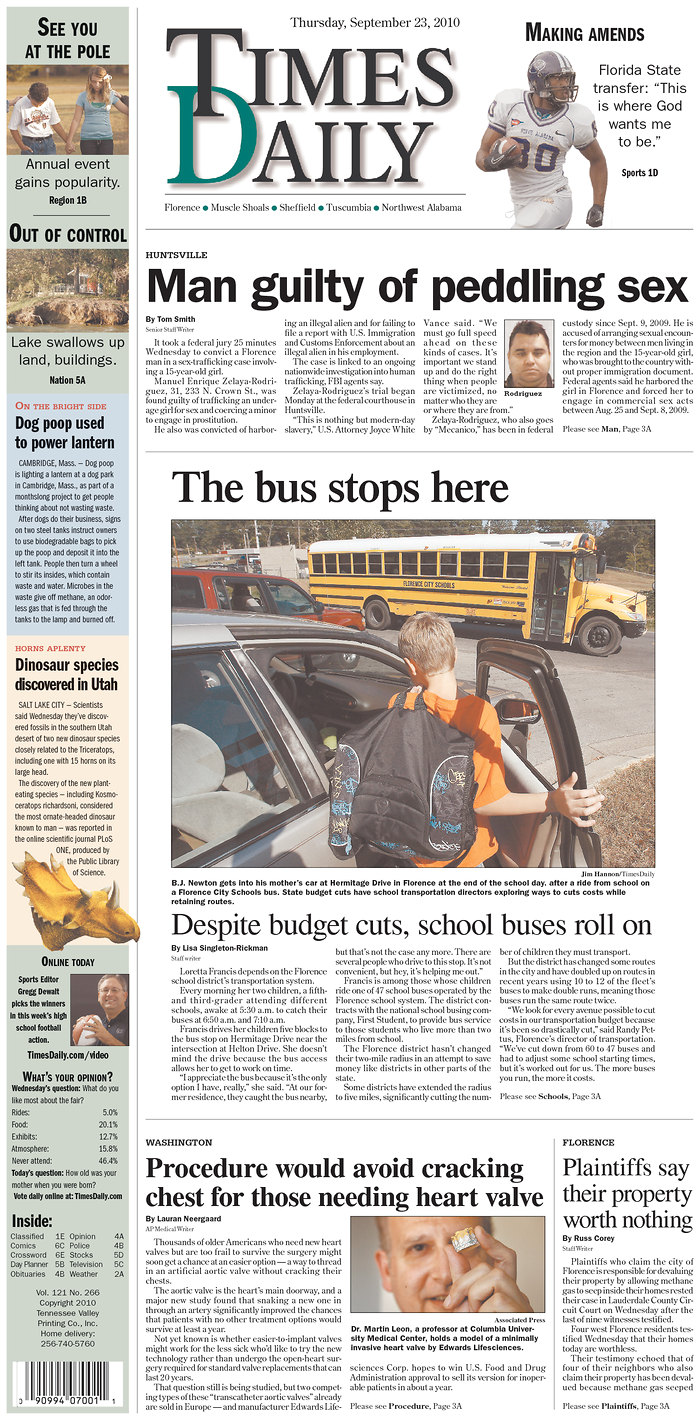 SEE YOU
AT THE POLE
Annual event
gains popularity.
Region 1B
OUT OF CONTROL
Lake swallows up
land, buildings.
Nation 5A
ON THE BRIGHT SIDE
Dog poop used
to power lantern
CAMBRIDGE, Mass. — Dog poop
is lighting a lantern at a dog park
in Cambridge, Mass., as part of a
monthslong project to get people
thinking about not wasting waste.
After dogs do their business, signs
on two steel tanks instruct owners
to use biodegradable bags to pick
up the poop and deposit it into the
left tank. People then turn a wheel
to stir its insides, which contain
waste and water. Microbes in the
waste give off methane, an odor-
less gas that is fed through the
tanks to the lamp and burned off.
HORNS APLENTY
Dinosaur species
discovered in Utah
SALT LAKE CITY — Scientists
said Wednesday they've discov-
ered fossils in the southern Utah
desert of two new dinosaur species
closely related to the Triceratops,
including one with 15 horns on its
large head.
The discovery of the new plant-
eating species — including Kosmo-
ceratops richardsoni, considered
the most ornate-headed dinosaur
known to man — was reported in
the online scientific journal PLoS
ONE, produced by
the Public Library
of Science.
ONLINE TODAY
Sports Editor
Gregg Dewalt
picks the winners
in this week's high
school football
action.
TimesDaily.com/video
WHAT'S YOUR OPINION?
Wednesday's question: What do you
like most about the fair?
Rides: 5.0%
Food: 20.1%
Exhibits: 12.7%
Atmosphere: 15.8%
Never attend: 46.4%
Today's question: How old was your
mother when you were born?
Vote daily online at: TimesDaily.com
Inside:
Classified 1E Opinion 4A
Comics 6C Police 4B
Crossword 6E Stocks 5D
Day Planner 5B Television 5C
Obituaries 4B Weather 2A
Vol. 121 No. 266
Copyright 2010
Tennessee Valley
Printing Co., Inc.
Home delivery:
256-740-5760
0 90994 07001 1
Thursday, September 23, 2010
TIMES
DAILY
Florence • Muscle Shoals • Sheffield • Tuscumbia • Northwest Alabama
MAKING AMENDS
Florida State
transfer: “This
is where God
wants me
to be.”
Sports 1D
HUNTSVILLE
Man guilty of peddling sex
By Tom Smith
Senior Staff Writer
It took a federal jury 25 minutes
Wednesday to convict a Florence
man in a sex-trafficking case involv-
ing a 15-year-old girl.
Manuel Enrique Zelaya-Rodri-
guez, 31, 233 N. Crown St., was
found guilty of trafficking an under-
age girl for sex and coercing a minor
to engage in prostitution.
He also was convicted of harbor-
ing an illegal alien and for failing to
file a report with U.S. Immigration
and Customs Enforcement about an
illegal alien in his employment.
The case is linked to an ongoing
nationwide investigation into human
trafficking, FBI agents say.
Zelaya-Rodriguez's trial began
Monday at the federal courthouse in
Huntsville.
“This is nothing but modern-day
slavery,” U.S. Attorney Joyce White
Vance said. “We
must go full speed
ahead on these
kinds of cases. It's
important we stand
up and do the right
thing when people
are victimized, no
matter who they are
or where they are from.”
Zelaya-Rodriguez, who also goes
by “Mecanico,” has been in federal
Rodriguez
custody since Sept. 9, 2009. He is
accused of arranging sexual encoun-
ters for money between men living in
the region and the 15-year-old girl,
who was brought to the country with-
out proper immigration document.
Federal agents said he harbored the
girl in Florence and forced her to
engage in commercial sex acts
between Aug. 25 and Sept. 8, 2009.
Please see Man, Page 3A
The bus stops here
FLORENCE CITY SCHOOLS
Jim Hannon/TimesDaily
B.J. Newton gets into his mother's car at Hermitage Drive in Florence at the end of the school day. after a ride from school on
a Florence City Schools bus. State budget cuts have school transportation directors exploring ways to cuts costs while
retaining routes.
Despite budget cuts, school buses roll on
By Lisa Singleton-Rickman
Staff writer
Loretta Francis depends on the Florence
school district's transportation system.
Every morning her two children, a fifth-
and third-grader attending different
schools, awake at 5:30 a.m. to catch their
buses at 6:50 a.m. and 7:10 a.m.
Francis drives her children five blocks to
the bus stop on Hermitage Drive near the
intersection at Helton Drive. She doesn't
mind the drive because the bus access
allows her to get to work on time.
“I appreciate the bus because it's the only
option I have, really,” she said. “At our for-
mer residence, they caught the bus nearby,
but that's not the case any more. There are
several people who drive to this stop. It's not
convenient, but hey, it's helping me out.”
Francis is among those whose children
ride one of 47 school buses operated by the
Florence school system. The district con-
tracts with the national school busing com-
pany, First Student, to provide bus service
to those students who live more than two
miles from school.
The Florence district hasn't changed
their two-mile radius in an attempt to save
money like districts in other parts of the
state.
Some districts have extended the radius
to five miles, significantly cutting the num-
ber of children they must transport.
But the district has changed some routes
in the city and have doubled up on routes in
recent years using 10 to 12 of the fleet's
buses to make double runs, meaning those
buses run the same route twice.
“We look for every avenue possible to cut
costs in our transportation budget because
it's been so drastically cut,” said Randy Pet-
tus, Florence's director of transportation.
“We've cut down from 60 to 47 buses and
had to adjust some school starting times,
but it's worked out for us. The more buses
you run, the more it costs.
Please see Schools, Page 3A
WASHINGTON
Procedure would avoid cracking
chest for those needing heart valve
By Lauran Neergaard
AP Medical Writer
Thousands of older Americans who need new heart
valves but are too frail to survive the surgery might
soon get a chance at an easier option — a way to thread
in an artificial aortic valve without cracking their
chests.
The aortic valve is the heart's main doorway, and a
major new study found that snaking a new one in
through an artery significantly improved the chances
that patients with no other treatment options would
survive at least a year.
Not yet known is whether easier-to-implant valves
might work for the less sick who'd like to try the new
technology rather than undergo the open-heart sur-
gery required for standard valve replacements that can
last 20 years.
That question still is being studied, but two compet-
ing types of these “transcatheter aortic valves” already
are sold in Europe — and manufacturer Edwards Life-
Associated Press
Dr. Martin Leon, a professor at Columbia Univer-
sity Medical Center, holds a model of a minimally
invasive heart valve by Edwards Lifesciences.
sciences Corp. hopes to win U.S. Food and Drug
Administration approval to sell its version for inoper-
able patients in about a year.
Please see Procedure, Page 3A
FLORENCE
Plaintiffs say
their property
worth nothing
By Russ Corey
Staff Writer
Plaintiffs who claim the city of
Florence is responsible for devaluing
their property by allowing methane
gas to seep inside their homes rested
their case in Lauderdale County Cir-
cuit Court on Wednesday after the
last of nine witnesses testified.
Four west Florence residents tes-
tified Wednesday that their homes
today are worthless.
Their testimony echoed that of
four of their neighbors who also
claim their property has been deval-
ued because methane gas seeped
Please see Plaintiffs, Page 3A